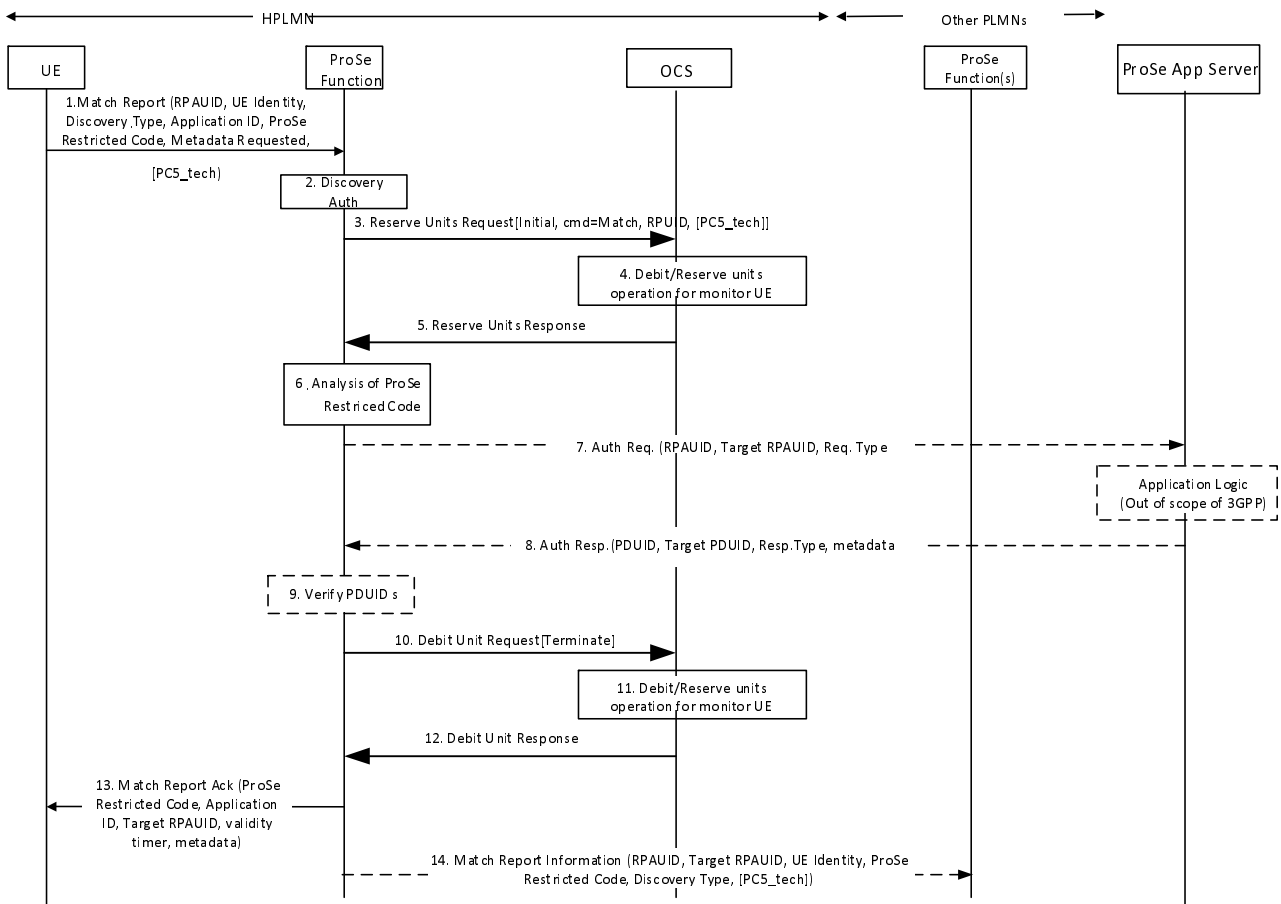 HPLMN
Other PLMNs
UE
ProSe
Function
OCS
ProSe
Function(s)
ProSe App Server
1.Match Report (RPAUID, UE Identity,
Discovery Type, Application ID, ProSe
Restricted Code, Metadata Requested,
[PC5_tech)
2. Discovery
Auth
3. Reserve Units Request[Initial, cmd=Match, RPUID, [PC5_tech]]
4. Debit/Reserve units
operation for monitor UE
5. Reserve Units Response
6. Analysis of ProSe
Restriced Code
7. Auth Req. (RPAUID, Target RPAUID, Req. Type
Application Logic
(Out of scope of 3GPP)
8. Auth Resp.(PDUID, Target PDUID, Resp.Type, metadata
9. Verify PDUID s
10. Debit Unit Request[Terminate]
11. Debit/Reserve units
operation for monitor UE
12. Debit Unit Response
13. Match Report Ack (ProSe
Restricted Code, Application
ID, Target RPAUID, validity
timer, metadata)
14. Match Report Information (RPAUID, Target RPAUID, UE Identity, ProSe
Restricted Code, Discovery Type, [PC5_tech])